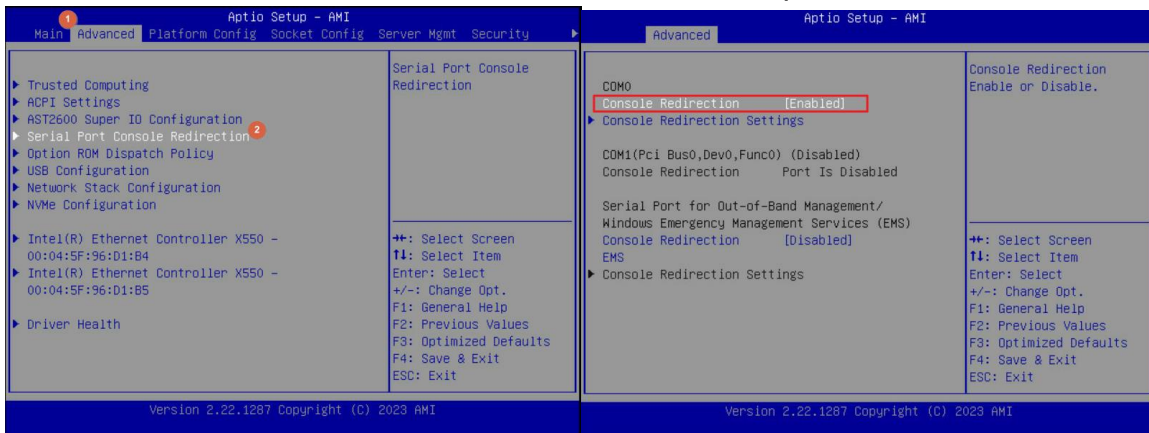 Aptio Setup - AMI
1
Main Advanced Platform Config Socket Config Server Mgmt Security
Trusted Computing
ACPI Settings
AST2600 Super IO Configuration
Serial Port Console Redirection 2
Option ROM Dispatch Policy
USB Configuration
Network Stack Configuration
NVMe Configuration
Intel(R) Ethernet Controller X550 -
00:04:5F:96:D1:B4
Intel(R) Ethernet Controller X550 -
00:04:5F:96:D1:B5
Driver Health
Serial Port Console
Redirection
→←: Select Screen
↑↓: Select Item
Enter: Select
+/-: Change Opt.
F1: General Help
F2: Previous Values
F3: Optimized Defaults
F4: Save & Exit
ESC: Exit
Version 2.22.1287 Copyright (C) 2023 AMI
Aptio Setup - AMI
Advanced
COM0
Console Redirection [Enabled]
Console Redirection Settings
COM1(Pci Bus0,Dev0,Func0) (Disabled)
Console Redirection Port Is Disabled
Serial Port for Out-of-Band Management/
Windows Emergency Management Services (EMS)
Console Redirection [Disabled]
EMS
Console Redirection Settings
Console Redirection
Enable or Disable.
→←: Select Screen
↑↓: Select Item
Enter: Select
+/-: Change Opt.
F1: General Help
F2: Previous Values
F3: Optimized Defaults
F4: Save & Exit
ESC: Exit
Version 2.22.1287 Copyright (C) 2023 AMI